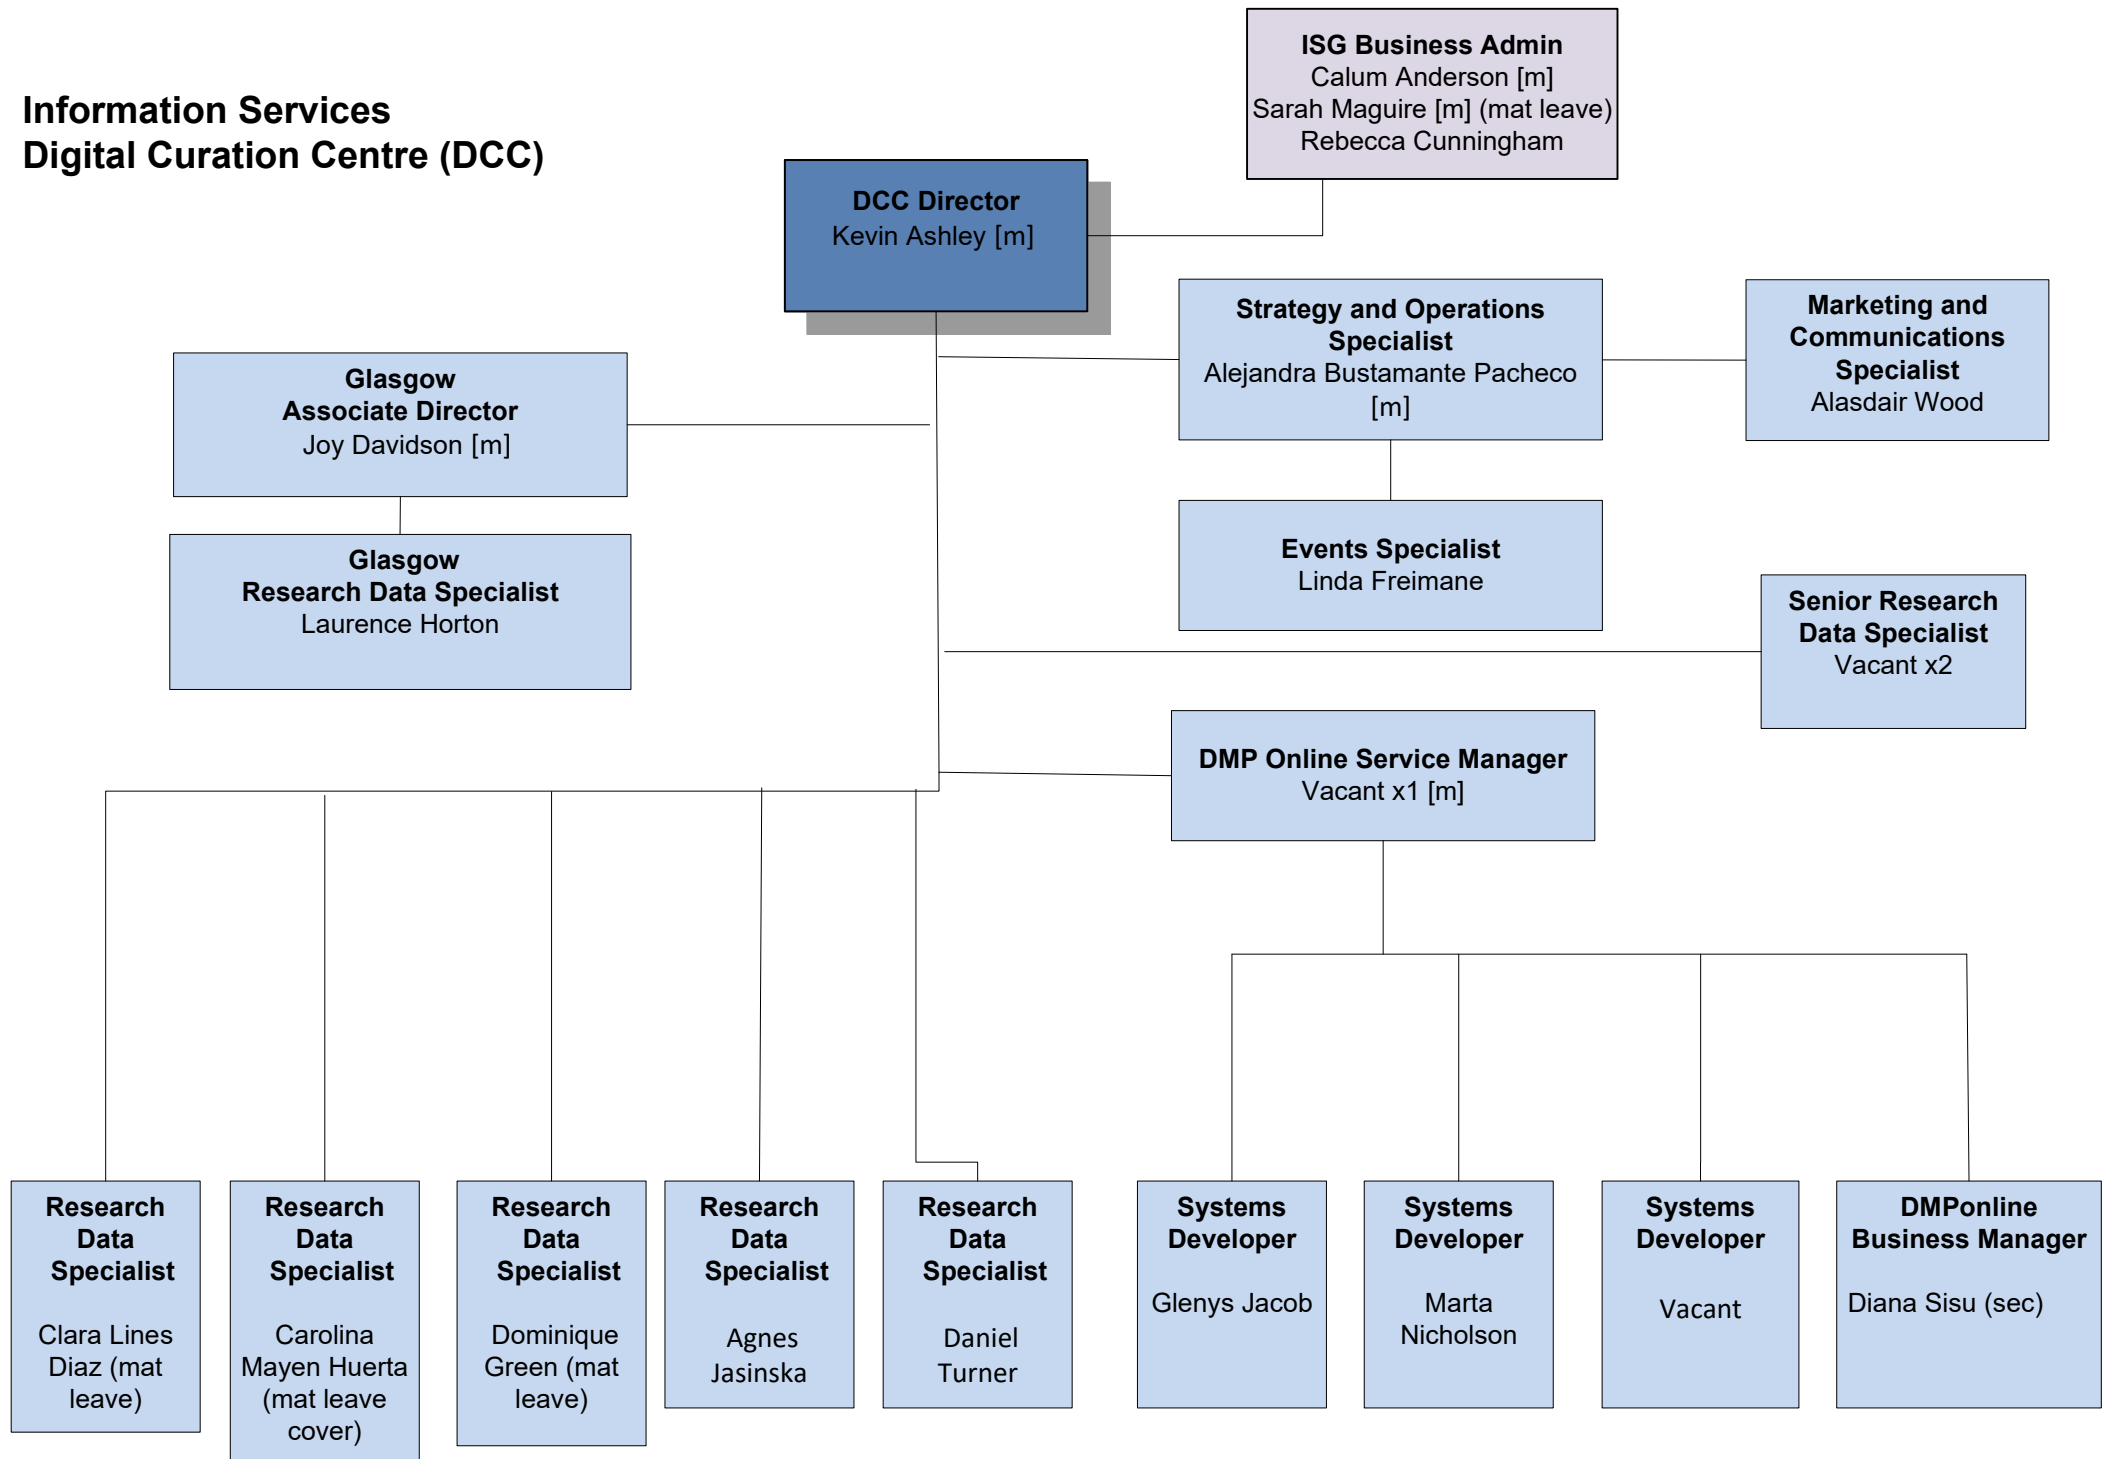 Information Services
Digital Curation Centre (DCC)
ISG Business Admin
Calum Anderson [m]
Sarah Maguire [m] (mat leave)
Rebecca Cunningham
DCC Director
Kevin Ashley [m]
Strategy and Operations
Specialist
Alejandra Bustamante Pacheco
[m]
Marketing and
Communications
Specialist
Alasdair Wood
Glasgow
Associate Director
Joy Davidson [m]
Glasgow
Research Data Specialist
Laurence Horton
Events Specialist
Linda Freimane
Senior Research
Data Specialist
Vacant x2
DMP Online Service Manager
Vacant x1 [m]
Research
Data
Specialist
Clara Lines
Diaz (mat
leave)
Research
Data
Specialist
Carolina
Mayen Huerta
(mat leave
cover)
Research
Data
Specialist
Dominique
Green (mat
leave)
Research
Data
Specialist
Agnes
Jasinska
Research
Data
Specialist
Daniel
Turner
Systems
Developer
Glenys Jacob
Systems
Developer
Marta
Nicholson
Systems
Developer
Vacant
DMPonline
Business Manager
Diana Sisu (sec)